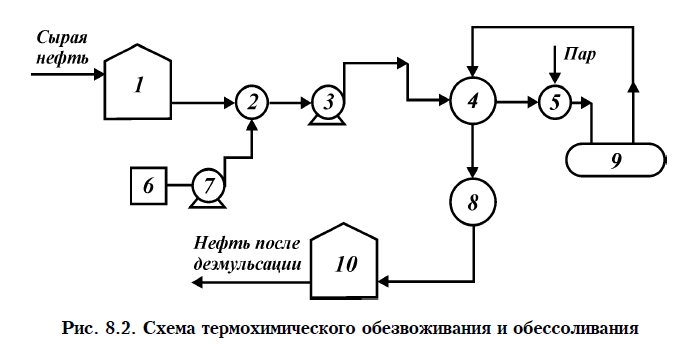 Сырая
нефть
1
2
3
4
Пар
5
6
7
8
9
Нефть после
деэмульсации
10
Рис. 8.2. Схема термохимического обезвоживания и обессоливания